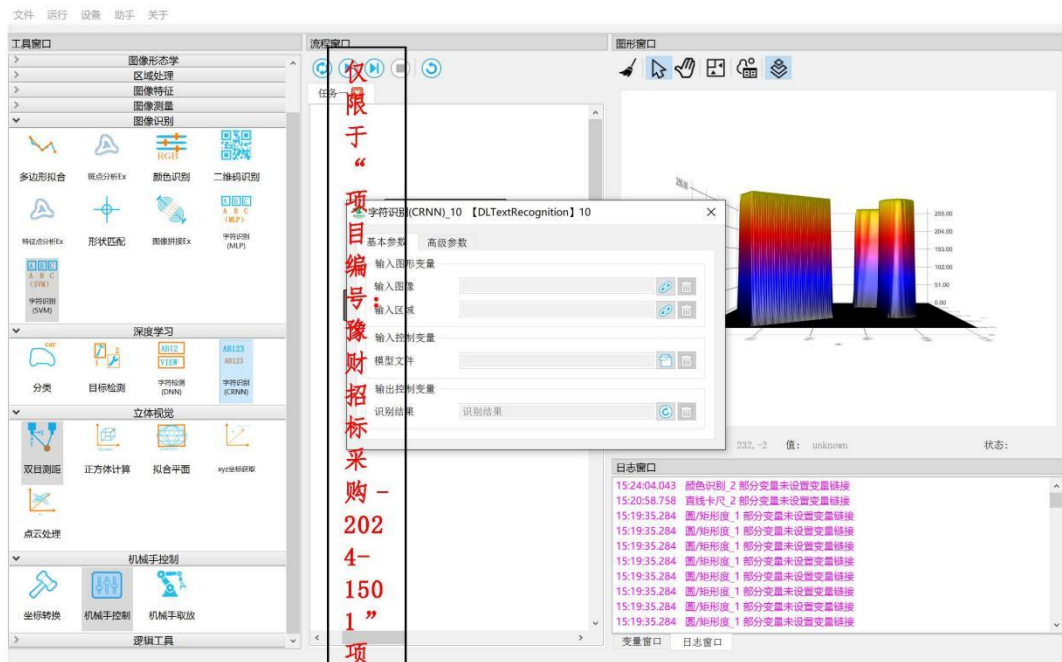 文件 运行 设备 助手 关于
工具窗口
图像形态学
区域处理
图像特征
图像测量
图像识别
RGB
多边形拟合 斑点分析Ex 颜色识别 二维码识别
A B C
A B C
(MLP)
特征点分析Ex 形状匹配 图像拼接Ex 字符识别(MLP)
A B C
A B C
(SVM)
字符识别(SVM)
深度学习
car
AB12
VIEW
AB123
AB123
分类 目标检测 字符检测(DNN) 字符识别(CRNN)
立体视觉
双目测距 正方体计算 拟合平面 xyz坐标获取
点云处理
机械手控制
坐标转换 机械手控制 机械手取放
逻辑工具
流程窗口
任务一
仅
限
于
“
项
目
编
号:
豫
财
招
标
采
购-
202
4-
150
1”
项
字符识别(CRNN)_10 【DLTextRecognition】10
基本参数 高级参数
输入图形变量
输入图像
输入区域
输入控制变量
模型文件
输出控制变量
识别结果 识别结果
图形窗口
255.00
204.00
153.00
102.00
51.00
0.00
232,-2 值: unknown 状态:
日志窗口
15:24:04.043 颜色识别_2 部分变量未设置变量链接
15:20:58.758 直线卡尺_2 部分变量未设置变量链接
15:19:35.284 圆/矩形度_1 部分变量未设置变量链接
15:19:35.284 圆/矩形度_1 部分变量未设置变量链接
15:19:35.284 圆/矩形度_1 部分变量未设置变量链接
15:19:35.284 圆/矩形度_1 部分变量未设置变量链接
15:19:35.284 圆/矩形度_1 部分变量未设置变量链接
15:19:35.284 圆/矩形度_1 部分变量未设置变量链接
15:19:35.284 圆/矩形度_1 部分变量未设置变量链接
15:19:35.284 圆/矩形度_1 部分变量未设置变量链接
变量窗口 日志窗口